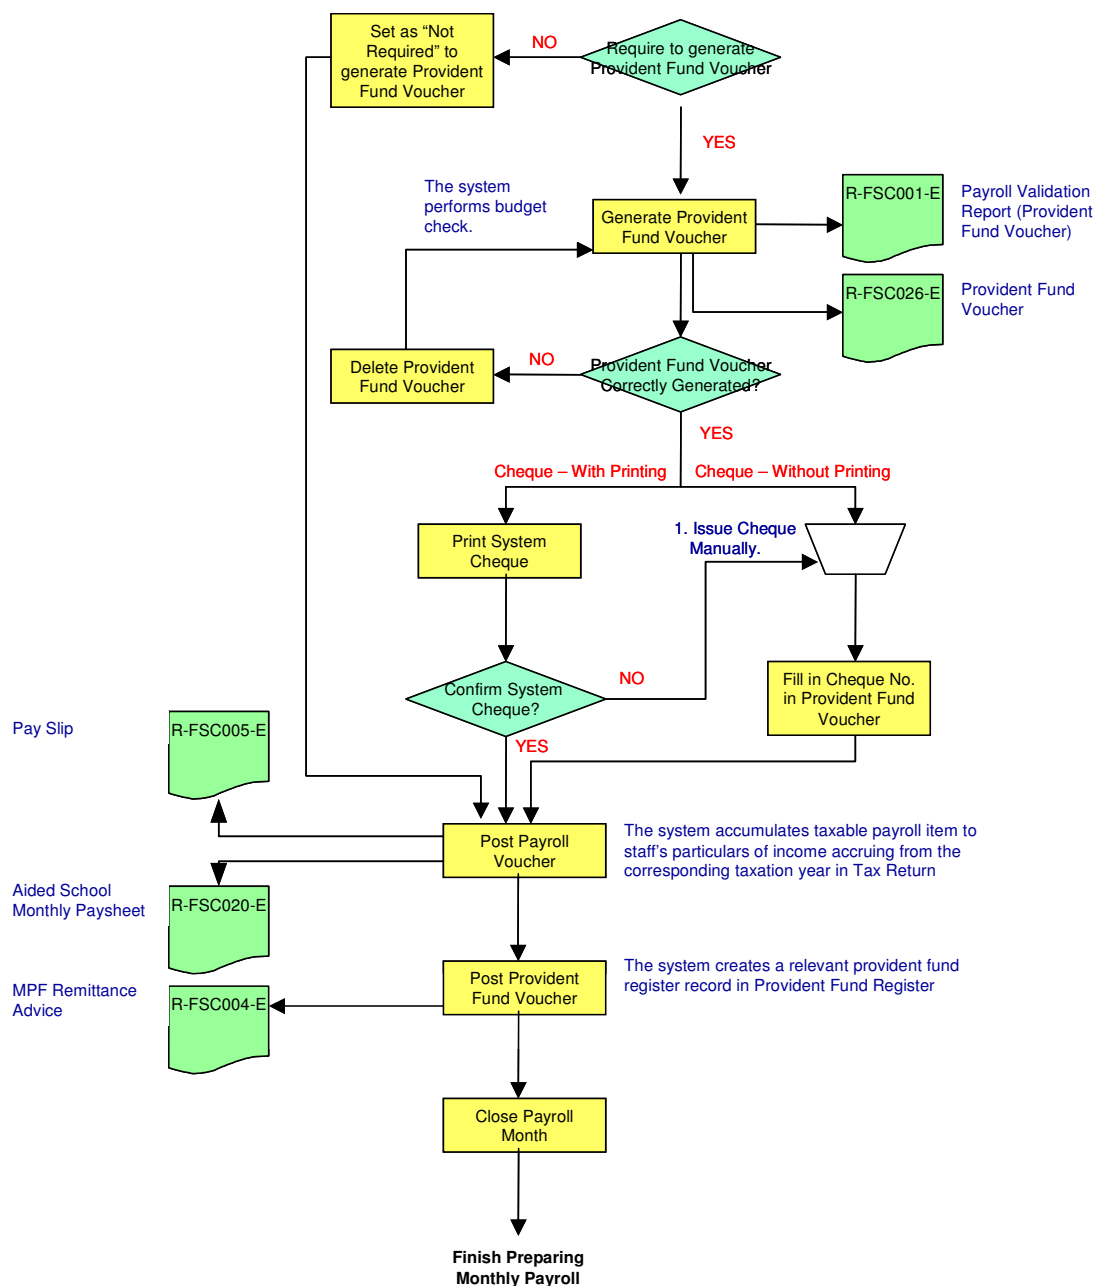 Set as “Not
Required” to
generate Provident
Fund Voucher
NO
Require to generate
Provident Fund Voucher
YES
The system
performs budget
check.
Generate Provident
Fund Voucher
R-FSC001-E
Payroll Validation
Report (Provident
Fund Voucher)
R-FSC026-E
Provident Fund
Voucher
Delete Provident
Fund Voucher
NO
Provident Fund Voucher
Correctly Generated?
YES
Cheque – With Printing
Cheque – Without Printing
Print System
Cheque
1. Issue Cheque
Manually.
Confirm System
Cheque?
NO
YES
Fill in Cheque No.
in Provident Fund
Voucher
Pay Slip
R-FSC005-E
Post Payroll
Voucher
The system accumulates taxable payroll item to
staff’s particulars of income accruing from the
corresponding taxation year in Tax Return
Aided School
Monthly Paysheet
R-FSC020-E
Post Provident
Fund Voucher
The system creates a relevant provident fund
register record in Provident Fund Register
MPF Remittance
Advice
R-FSC004-E
Close Payroll
Month
Finish Preparing
Monthly Payroll